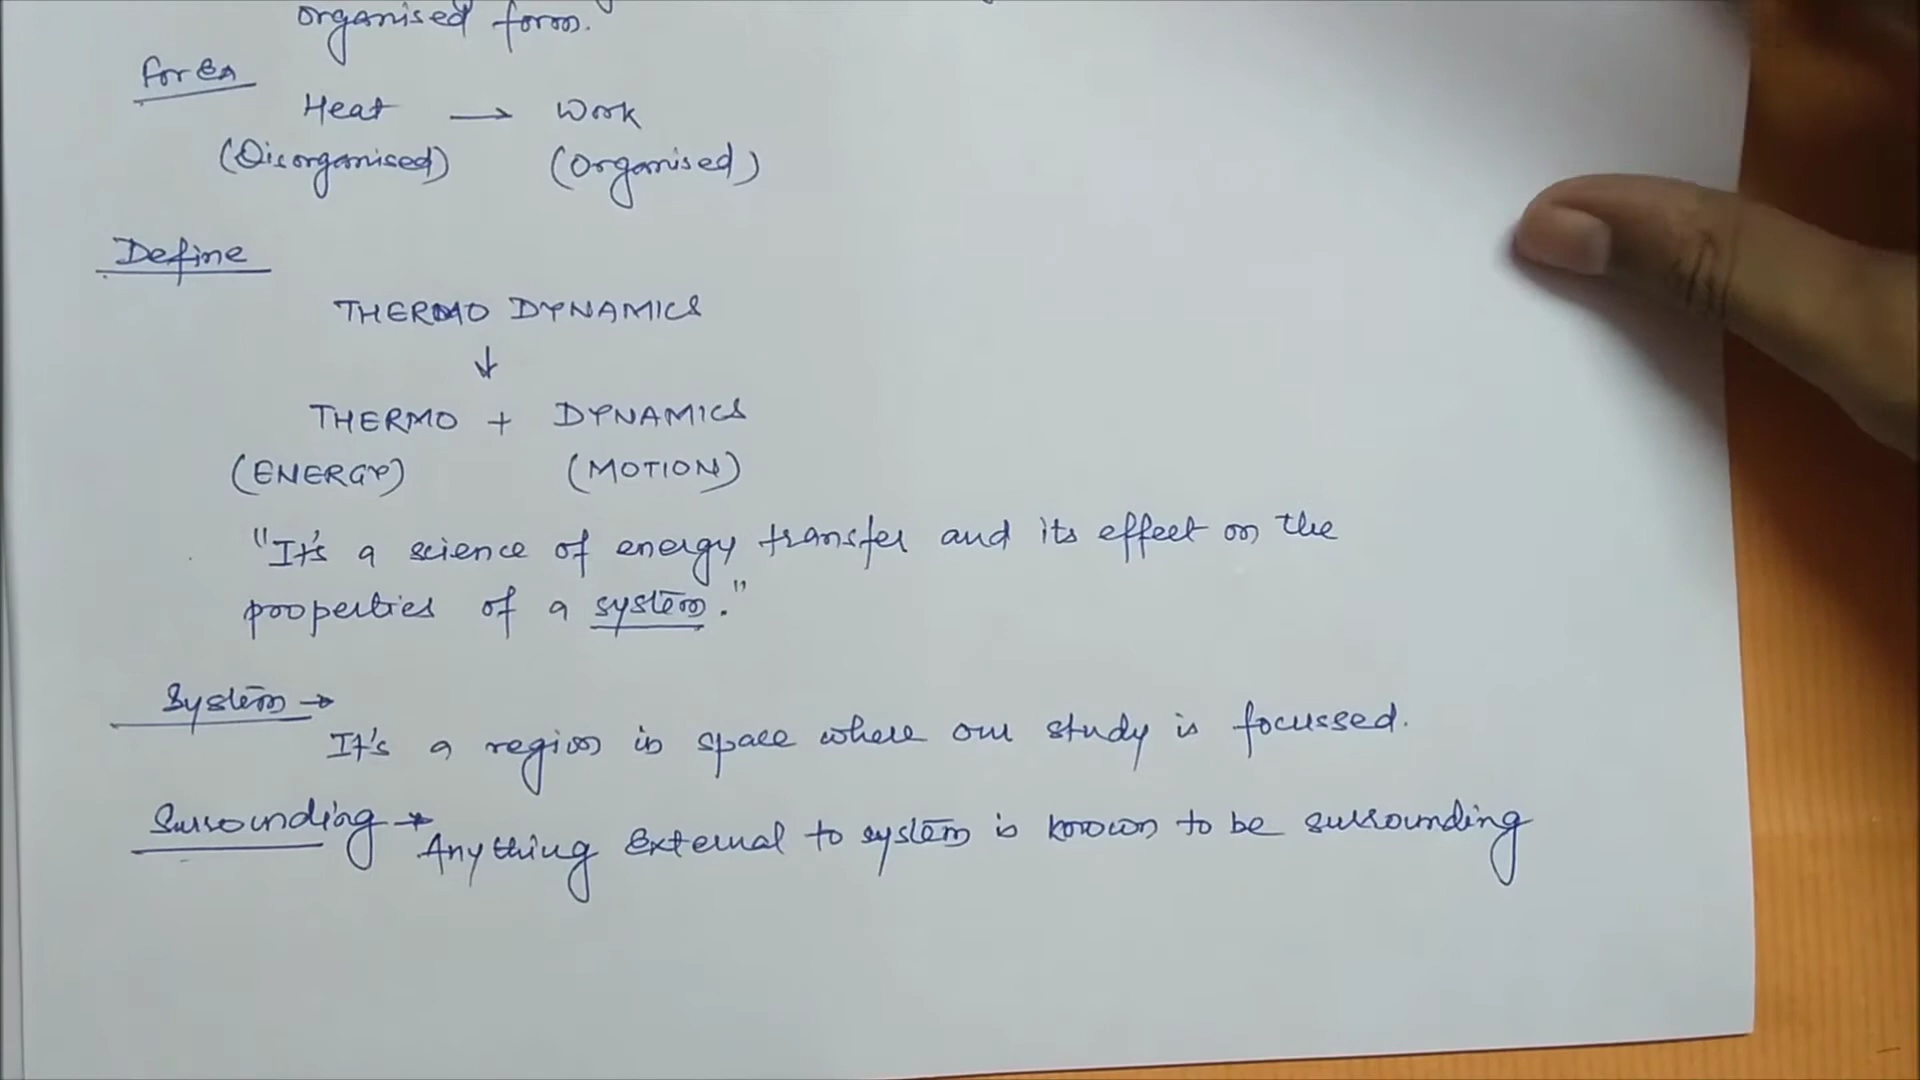 organised form.
For Ex
Heat → Work
(Disorganised) (Organised)
Define
THERMO DYNAMICS
↓
THERMO + DYNAMICS
(ENERGY) (MOTION)
"It's a science of energy transfer and its effect on the
properties of a system."
System →
It's a region in space where our study is focussed.
Surrounding →
Anything External to system is known to be surrounding